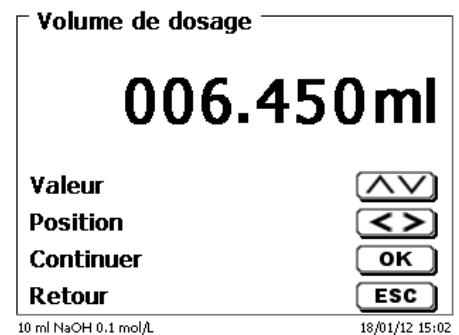 Volume de dosage
006.450ml
Valeur
Position
Continuer OK
Retour ESC
10 ml NaOH 0.1 mol/L 18/01/12 15:02